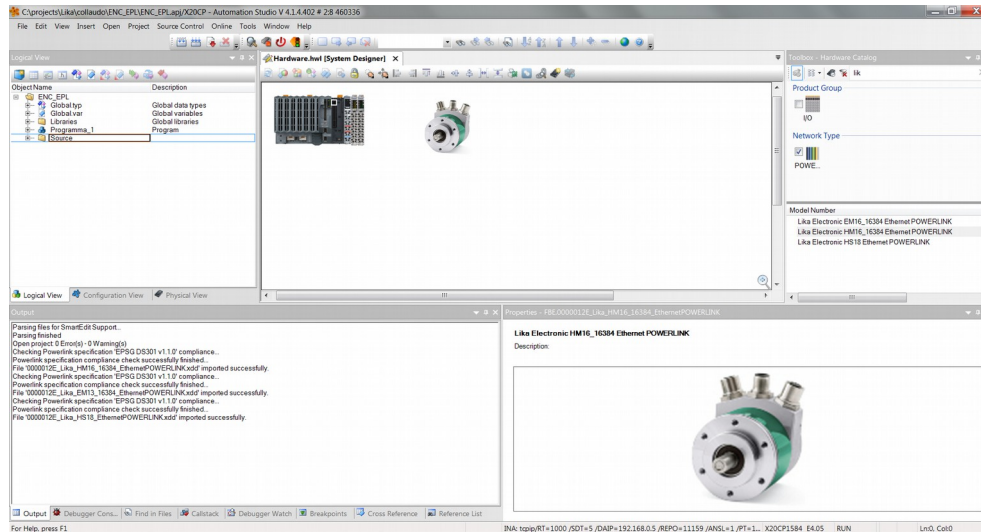 C:\projects\Lika\collaudo\ENC_EPL\ENC_EPL.apj/X20CP - Automation Studio V 4.1.4.402 # 2:8 460336
File Edit View Insert Open Project Source Control Online Tools Window Help
Logical View
Object Name Description
ENC_EPL
Global.typ Global data types
Global.var Global variables
Libraries Global libraries
Programma_1 Program
Source
Logical View Configuration View Physical View
Hardware.hwl [System Designer]
Toolbox - Hardware Catalog
lik
Product Group
I/O
Network Type
POWE...
Model Number
Lika Electronic EM16_16384 Ethernet POWERLINK
Lika Electronic HM16_16384 Ethernet POWERLINK
Lika Electronic HS18 Ethernet POWERLINK
Output
Parsing files for SmartEdit Support...
Parsing finished
Open project: 0 Error(s) - 0 Warning(s)
Checking Powerlink specification 'EPSG DS301 v1.1.0' compliance...
Powerlink specification compliance check successfully finished...
File '0000012E_Lika_HM16_16384_EthernetPOWERLINK.xdd' imported successfully.
Checking Powerlink specification 'EPSG DS301 v1.1.0' compliance...
Powerlink specification compliance check successfully finished...
File '0000012E_Lika_EM13_16384_EthernetPOWERLINK.xdd' imported successfully.
Checking Powerlink specification 'EPSG DS301 v1.1.0' compliance...
Powerlink specification compliance check successfully finished...
File '0000012E_Lika_HS18_EthernetPOWERLINK.xdd' imported successfully.
Output Debugger Cons... Find in Files Callstack Debugger Watch Breakpoints Cross Reference Reference List
Properties - FBE.0000012E_Lika_HM16_16384_EthernetPOWERLINK
Lika Electronic HM16_16384 Ethernet POWERLINK
Description:
For Help, press F1
INA: tcpip/RT=1000 /SDT=5 /DAIP=192.168.0.5 /REPO=11159 /ANSL=1 /PT=1... X20CP1584 E4.05 RUN Ln:0, Col:0